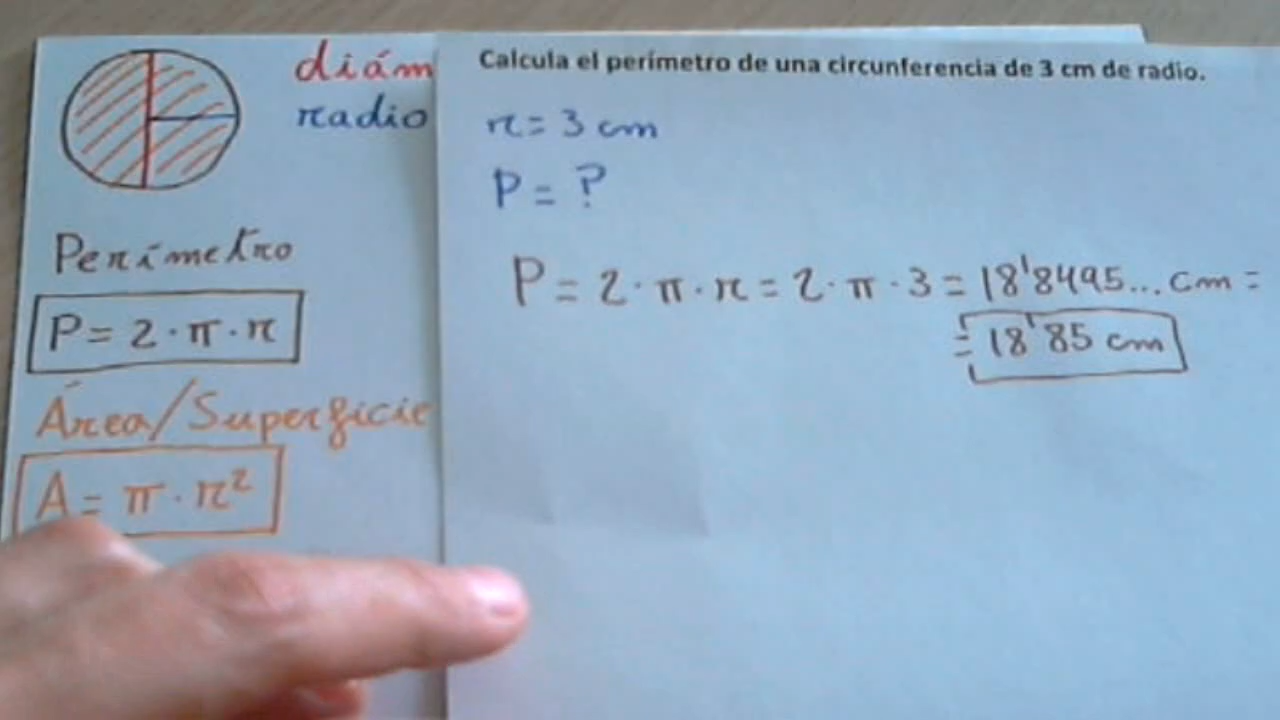 diám
radio
Perímetro
P = 2 · π · r
Área/Superficie
A = π · r²
Calcula el perímetro de una circunferencia de 3 cm de radio.
r = 3 cm
P = ?
P = 2 · π · r = 2 · π · 3 = 18'8495... cm =
= 18'85 cm